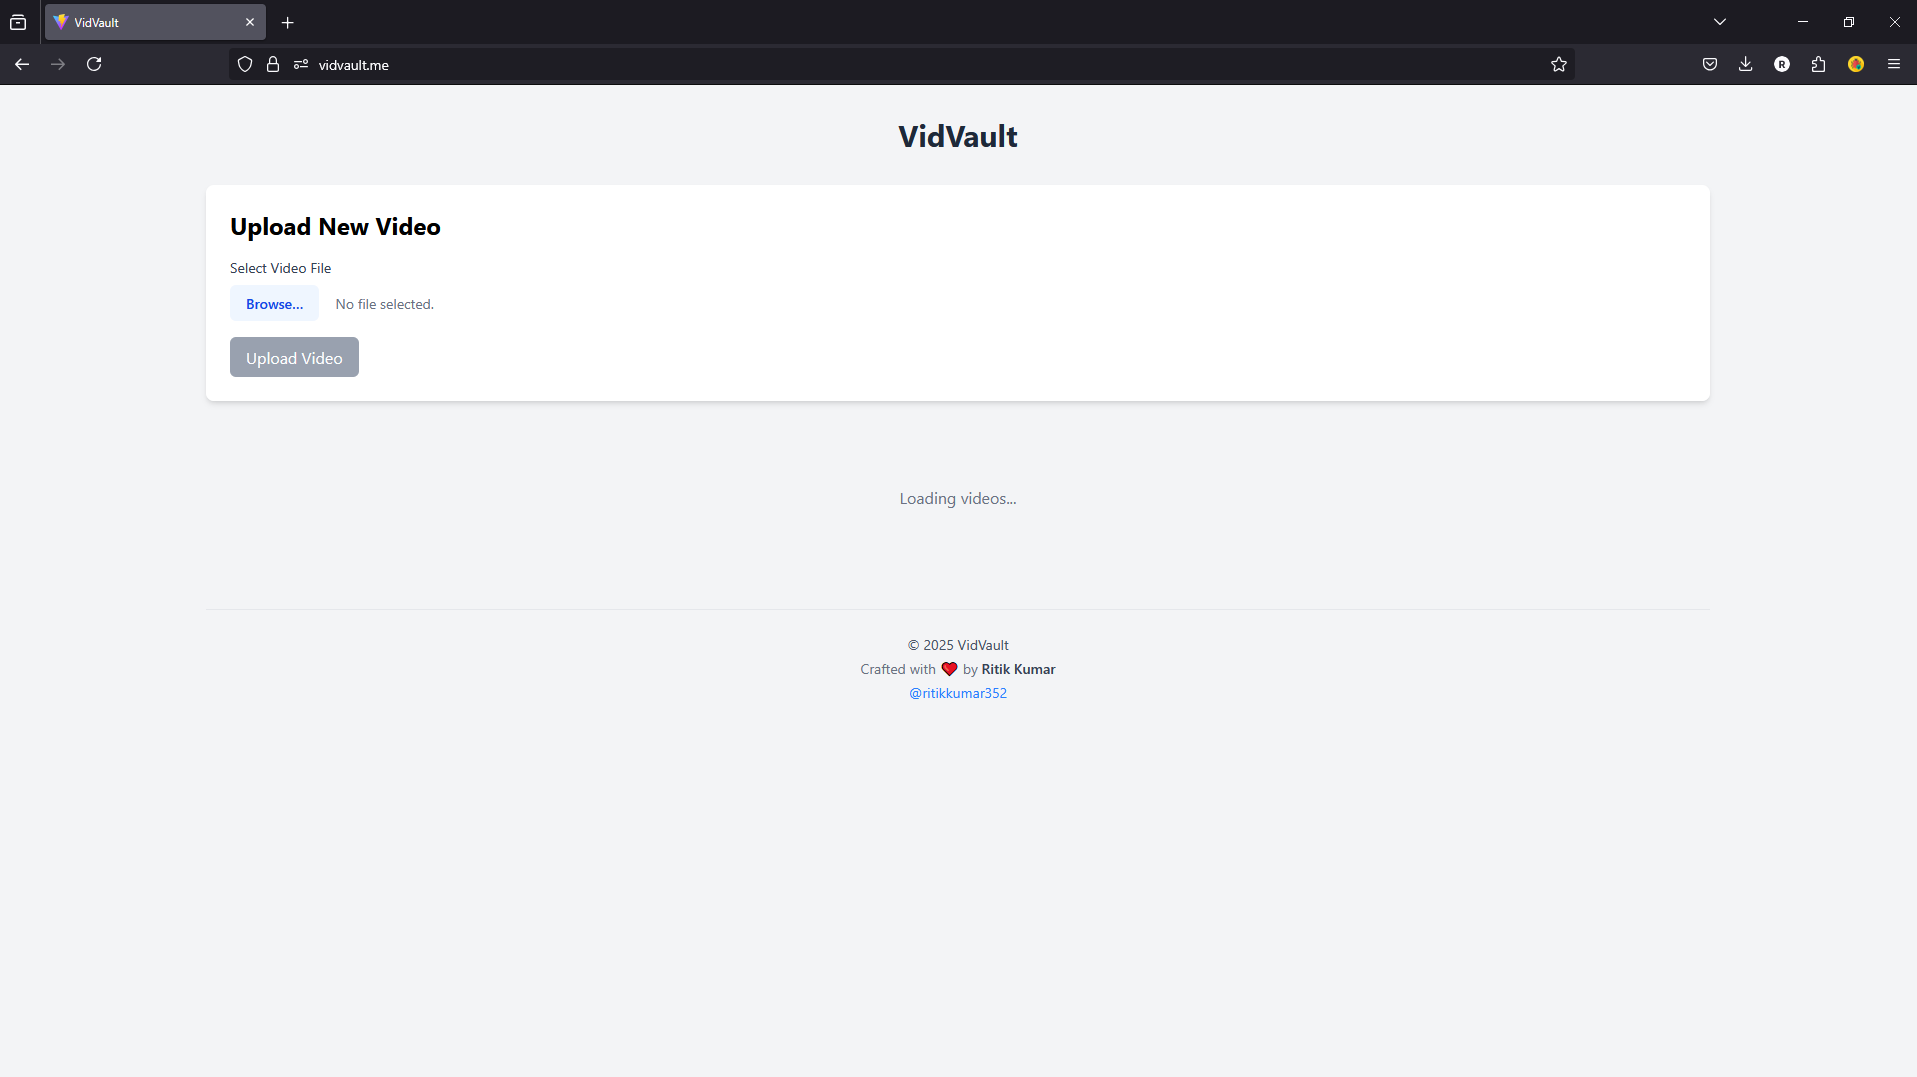 VidVault
vidvault.me
R
VidVault
Upload New Video
Select Video File
Browse... No file selected.
Upload Video
Loading videos...
© 2025 VidVault
Crafted with ❤️ by Ritik Kumar
@ritikkumar352